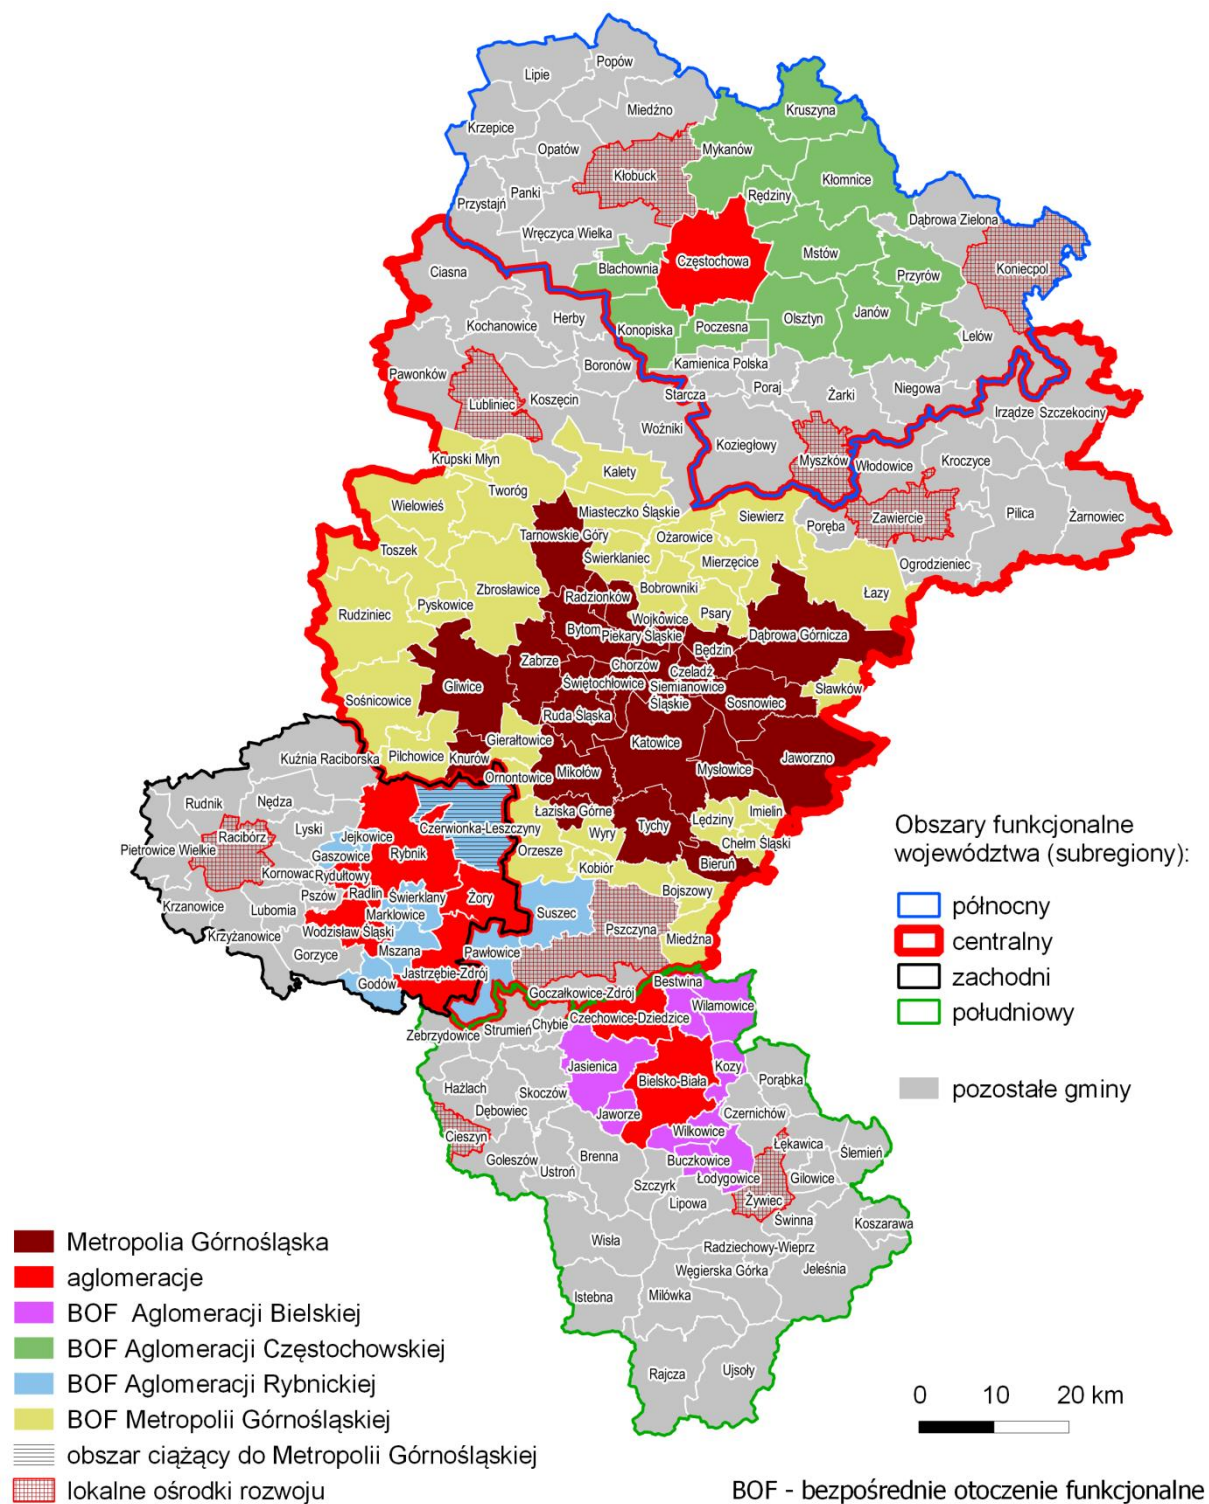 Popów
Lipie
Miedźno
Kruszyna
Krzepice
Opatów
Mykanów
Kłobuck
Kłomnice
Panki
Rędziny
Przystajń
Dąbrowa Zielona
Wręczyca Wielka
Mstów
Częstochowa
Blachownia
Koniecpol
Ciasna
Przyrów
Herby
Olsztyn
Janów
Kochanowice
Konopiska
Poczesna
Lelów
Boronów
Kamienica Polska
Pawonków
Poraj
Niegowa
Starcza
Żarki
Koszęcin
Lubliniec
Irządze
Szczekociny
Woźniki
Koziegłowy
Krupski Młyn
Myszków
Włodowice
Kroczyce
Kalety
Tworóg
Wielowieś
Miasteczko Śląskie
Siewierz
Pilica
Żarnowiec
Zawiercie
Poręba
Tarnowskie Góry
Ożarowice
Toszek
Świerklaniec
Mierzęcice
Ogrodzieniec
Zbrosławice
Bobrowniki
Łazy
Radzionków
Pyskowice
Rudziniec
Psary
Wojkowice
Bytom
Piekary Śląskie
Dąbrowa Górnicza
Będzin
Zabrze
Chorzów
Czeladź
Świętochłowice
Siemianowice
Śląskie
Gliwice
Sławków
Sośnicowice
Sosnowiec
Ruda Śląska
Gierałtowice
Katowice
Pilchowice
Knurów
Kuźnia Raciborska
Jaworzno
Mysłowice
Ornontowice
Mikołów
Nędza
Rudnik
Łaziska Górne
Imielin
Lędziny
Lyski
Czerwionka-Leszczyny
Tychy
Racibórz
Jejkowice
Wyry
Chełm Śląski
Pietrowice Wielkie
Gaszowice
Rybnik
Orzesze
Bieruń
Kornowac
Rydułtowy
Kobiór
Bojszowy
Pszów
Radlin
Świerklany
Żory
Krzanowice
Lubomia
Marklowice
Suszec
Krzyżanowice
Wodzisław Śląski
Pszczyna
Miedźna
Gorzyce
Mszana
Pawłowice
Godów
Jastrzębie-Zdrój
Bestwina
Goczałkowice-Zdrój
Wilamowice
Czechowice-Dziedzice
Chybie
Strumień
Zebrzydowice
Jasienica
Kozy
Bielsko-Biała
Porąbka
Hażlach
Skoczów
Dębowiec
Jaworze
Czernichów
Cieszyn
Wilkowice
Łękawica
Ślemień
Goleszów
Brenna
Buczkowice
Ustroń
Łodygowice
Gilowice
Szczyrk
Lipowa
Żywiec
Świnna
Koszarawa
Wisła
Radziechowy-Wieprz
Węgierska Górka
Jeleśnia
Istebna
Milówka
Rajcza
Ujsoły
Obszary funkcjonalne
województwa (subregiony):
północny
centralny
zachodni
południowy
pozostałe gminy
Metropolia Górnośląska
aglomeracje
BOF Aglomeracji Bielskiej
BOF Aglomeracji Częstochowskiej
BOF Aglomeracji Rybnickiej
BOF Metropolii Górnośląskiej
obszar ciążący do Metropolii Górnośląskiej
lokalne ośrodki rozwoju
0 10 20 km
BOF - bezpośrednie otoczenie funkcjonalne